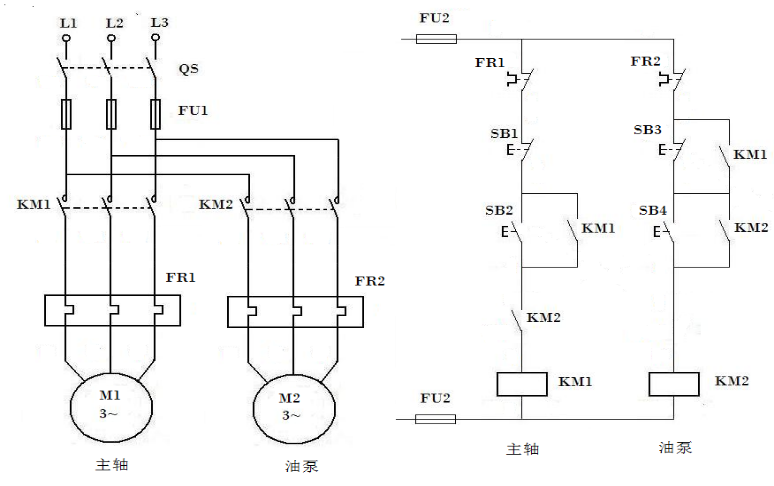 L1 L2 L3
QS
FU1
KM1
KM2
FR1
FR2
M1
3~
M2
3~
主轴
油泵
FU2
FR1
FR2
SB1
SB3
KM1
SB2
KM1
SB4
KM2
KM2
KM1
KM2
FU2
主轴
油泵